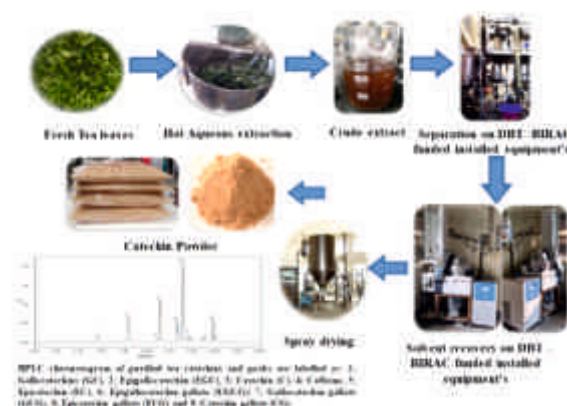 Fresh Tea leaves
Hot Aqueous extraction
Crude extract
Separation on DBT - BIRAC
funded installed equipment's
Catechin Powder
Spray drying
Solvent recovery on DBT -
BIRAC funded installed
equipment's
HPLC chromatogram of purified tea catechins and peaks are labelled as: 1.
Gallocatechin (GC), 2. Epigallocatechin (EGC), 3. Catechin (C) 4. Caffeine, 5.
Epicatechin (EC), 6. Epigallocatechin gallate (EGCG) 7. Gallocatechin gallate
(GCG), 8. Epicatechin gallate (ECG) and 9. Catechin gallate (CG).